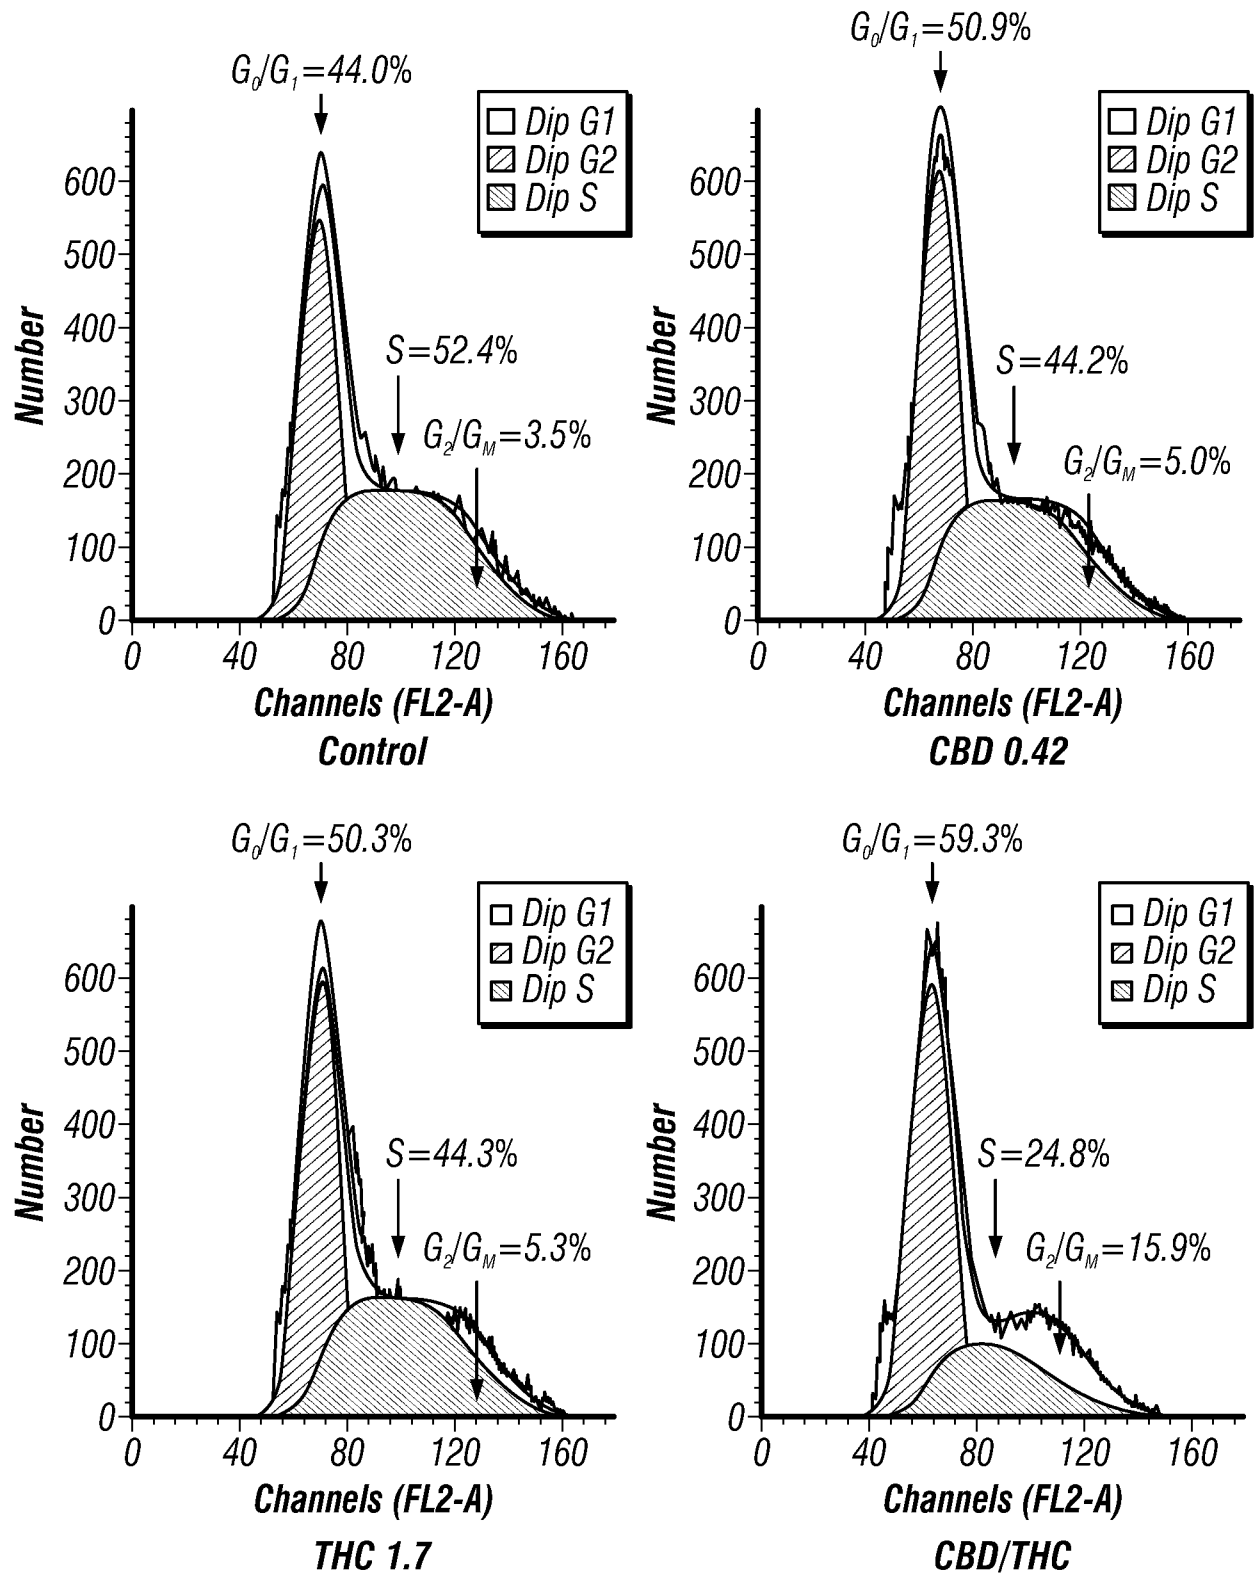 G₀/G₁=44.0%
Dip G1
Dip G2
Dip S
600
500
400
300
200
100
0
Number
S=52.4%
G₂/G_M=3.5%
0 40 80 120 160
Channels (FL2-A)
Control
G₀/G₁=50.9%
Dip G1
Dip G2
Dip S
600
500
400
300
200
100
0
Number
S=44.2%
G₂/G_M=5.0%
0 40 80 120 160
Channels (FL2-A)
CBD 0.42
G₀/G₁=50.3%
Dip G1
Dip G2
Dip S
600
500
400
300
200
100
0
Number
S=44.3%
G₂/G_M=5.3%
0 40 80 120 160
Channels (FL2-A)
THC 1.7
G₀/G₁=59.3%
Dip G1
Dip G2
Dip S
600
500
400
300
200
100
0
Number
S=24.8%
G₂/G_M=15.9%
0 40 80 120 160
Channels (FL2-A)
CBD/THC